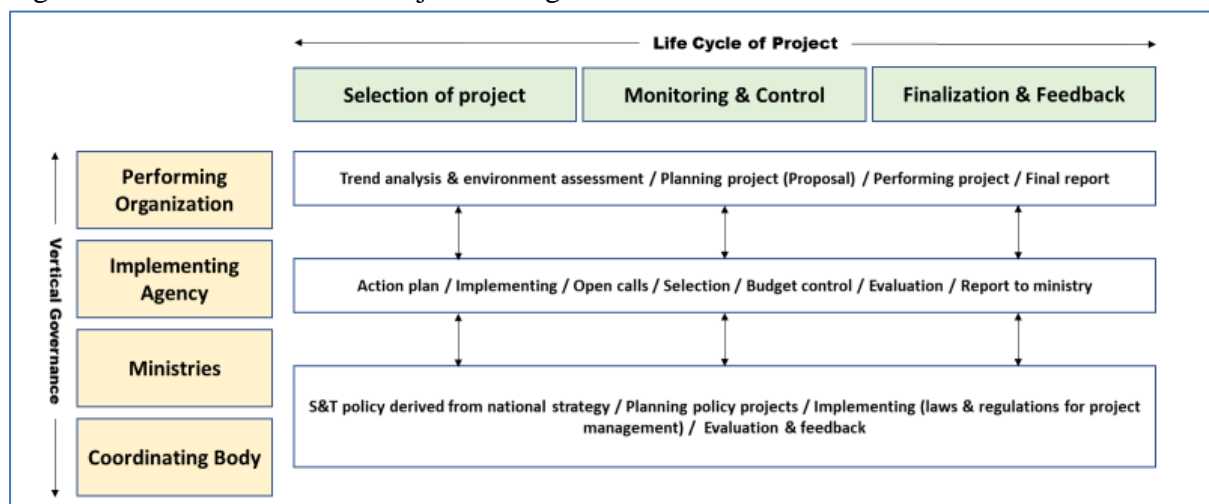 Life Cycle of Project
Selection of project
Monitoring & Control
Finalization & Feedback
Vertical Governance
Performing
Organization
Trend analysis & environment assessment / Planning project (Proposal) / Performing project / Final report
Implementing
Agency
Action plan / Implementing / Open calls / Selection / Budget control / Evaluation / Report to ministry
Ministries
S&T policy derived from national strategy / Planning policy projects / Implementing (laws & regulations for project
management) / Evaluation & feedback
Coordinating Body